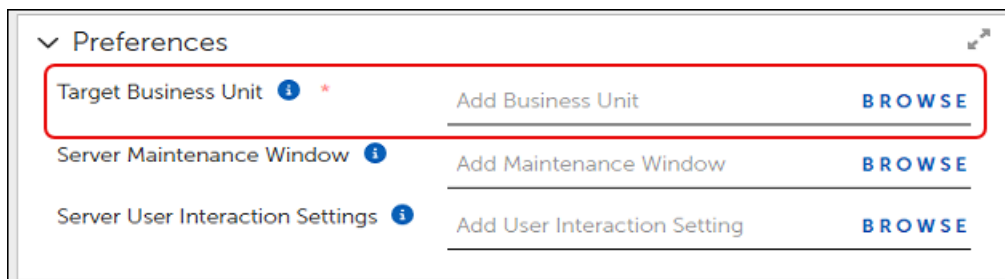 Preferences
Target Business Unit i * Add Business Unit BROWSE
Server Maintenance Window i Add Maintenance Window BROWSE
Server User Interaction Settings i Add User Interaction Setting BROWSE